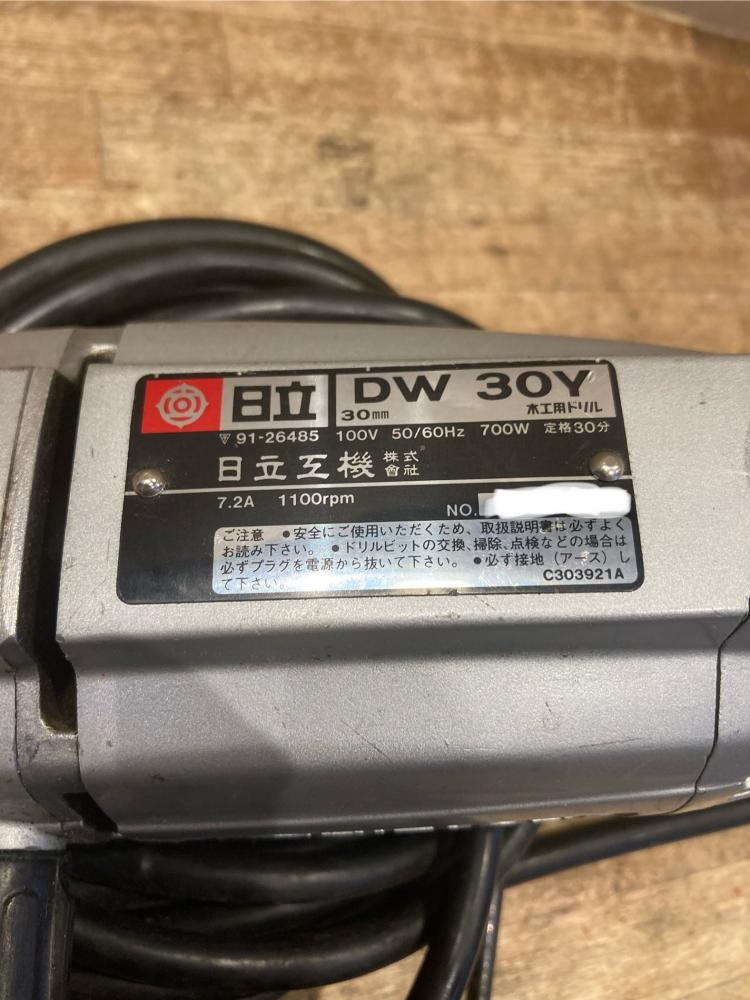 日立 DW 30Y
30mm 木工用ドリル
91-26485 100V 50/60Hz 700W 定格30分
日立工機 株式會社
7.2A 1100rpm
NO.
ご注意 ●安全にご使用いただくため、取扱説明書は必ずよく
お読み下さい。 ●ドリルビットの交換、掃除、点検などの場合は
必ずプラグを電源から抜いて下さい。 ●必ず接地(アース)し
て下さい。
C303921A